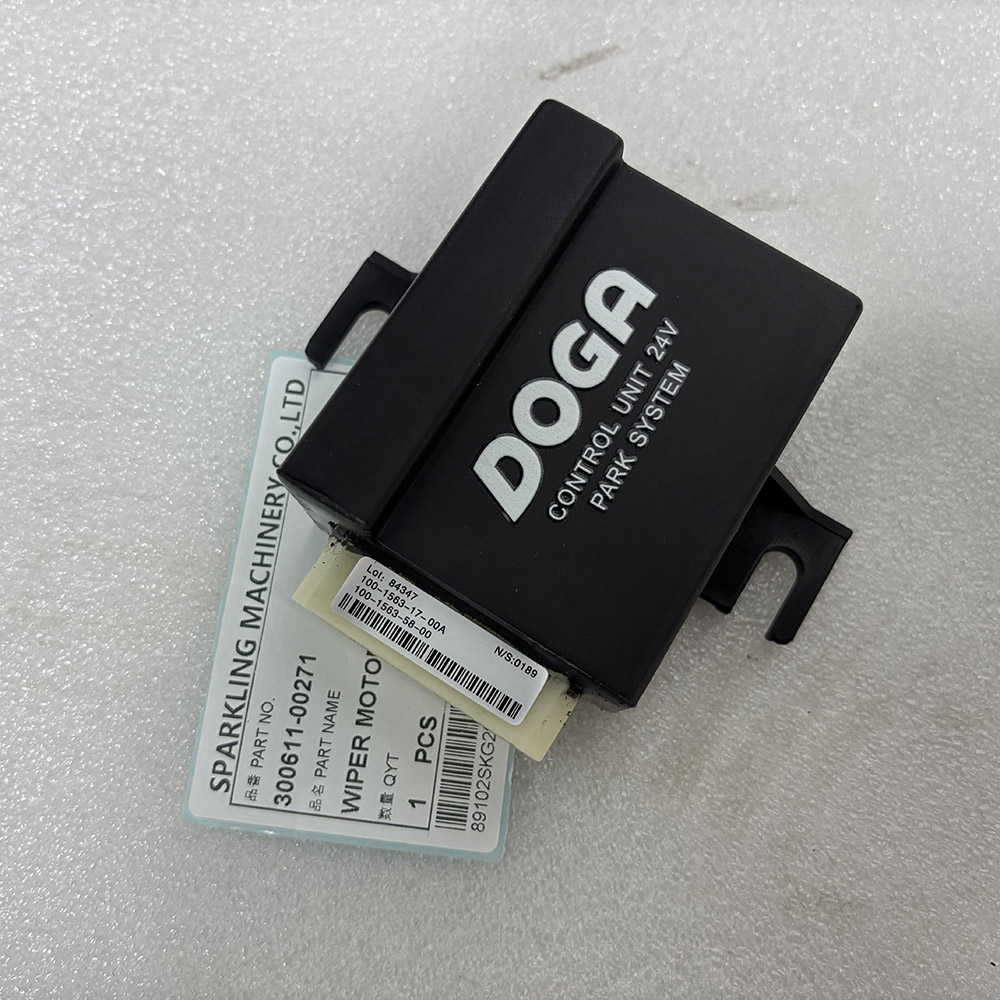 DOGA
CONTROL UNIT 24V
PARK SYSTEM
Lot: 84347
100-1563-17-00A
100-1563-58-00
N/S:0189
SPARKLING MACHINERY CO.,LTD
品番 PART NO.
300611-00271
品名 PART NAME
WIPER MOTOR
数量 QYT
1 PCS
89102SKG2